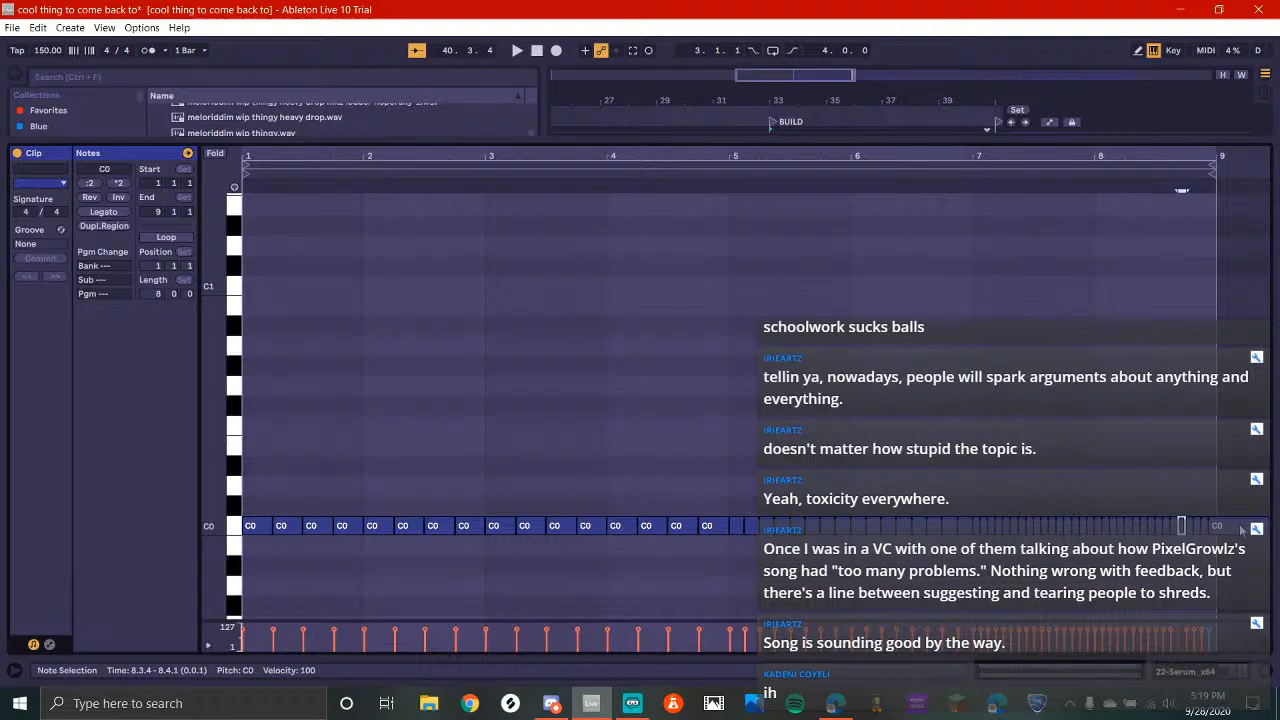 cool thing to come back to* [cool thing to come back to] - Ableton Live 10 Trial
File Edit Create View Options Help
Tap 150.00 4 / 4 1 Bar 40. 3. 4 3. 1. 1 4. 0. 0 Key MIDI 4% D
Search (Ctrl + F) H W
Collections Name
Favorites
meloriddim wip thingy heavy drop.wav
Blue
meloriddim wip thingy.wav
27 29 31 33 35 37 39
Set
BUILD
Clip Notes Fold 1 2 3 4 5 6 7 8 9
C0 Start Set
:2 *2 1 1 1
Signature Rev Inv End Set
4 / 4 Legato 9 1 1
Groove Dupl.Region
None Loop
Commit Pgm Change Position Set
<< >> Bank --- 1 1 1
Sub --- Length Set
Pgm --- 8 0 0
C1
C0 C0 C0 C0 C0 C0 C0 C0 C0 C0 C0 C0 C0 C0 C0 C0 C0 C0
127
1
schoolwork sucks balls
IRIEARTZ
tellin ya, nowadays, people will spark arguments about anything and
everything.
IRIEARTZ
doesn't matter how stupid the topic is.
IRIEARTZ
Yeah, toxicity everywhere.
IRIEARTZ
Once I was in a VC with one of them talking about how PixelGrowlz's
song had "too many problems." Nothing wrong with feedback, but
there's a line between suggesting and tearing people to shreds.
IRIEARTZ
Song is sounding good by the way.
KADENI COYELI
ih
Note Selection Time: 8.3.4 - 8.4.1 (0.0.1) Pitch: C0 Velocity: 100
22-Serum_x64
Type here to search
Live
5:19 PM
9/28/2020